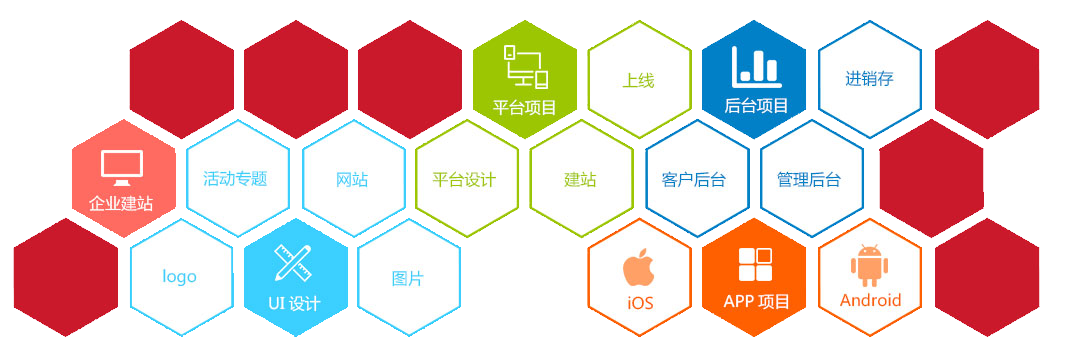 平台项目
上线
后台项目
进销存
企业建站
活动专题
网站
平台设计
建站
客户后台
管理后台
logo
UI 设计
图片
iOS
APP 项目
Android